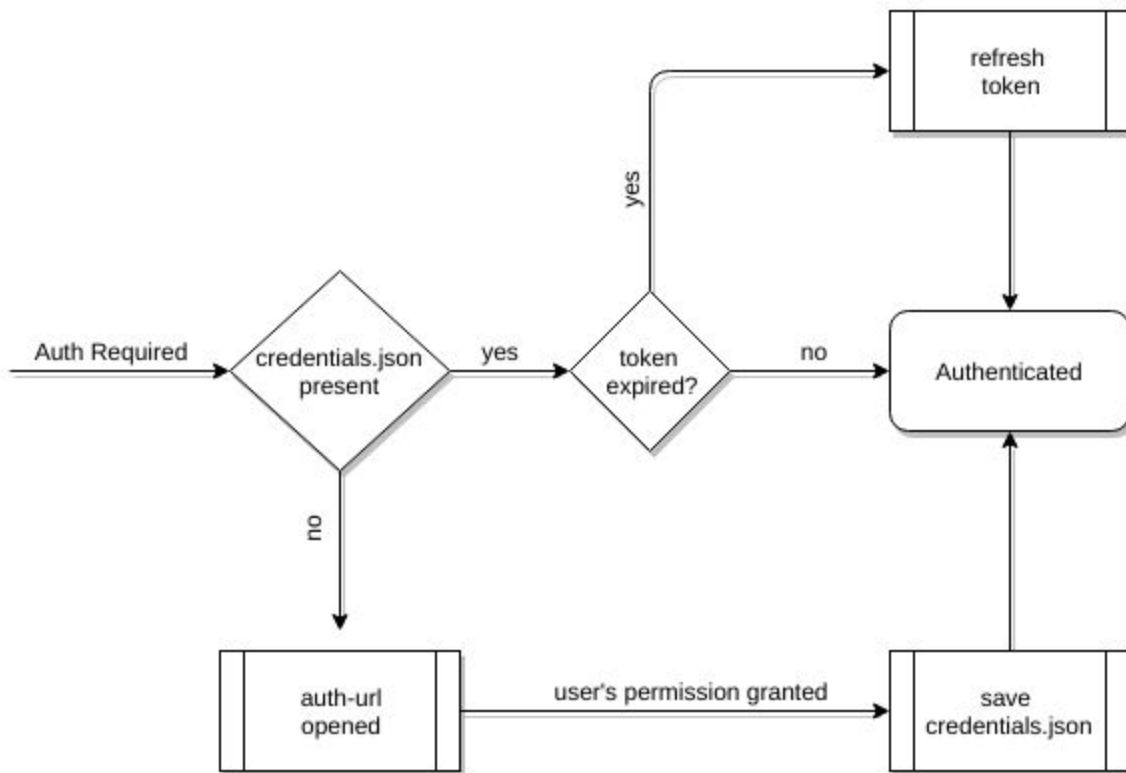 refresh
token
yes
Auth Required
credentials.json
present
yes
token
expired?
no
Authenticated
no
auth-url
opened
user's permission granted
save
credentials.json